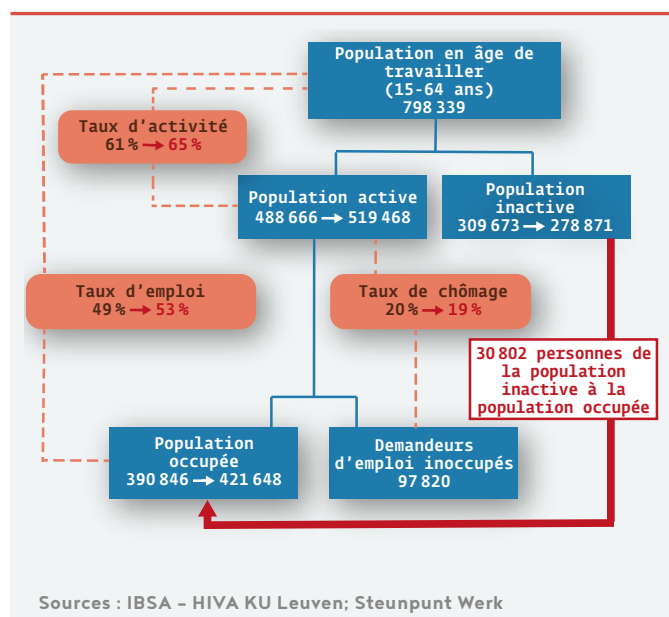 Population en âge de
travailler
(15-64 ans)
798 339
Taux d'activité
61 % → 65 %
Population active
488 666 → 519 468
Population
inactive
309 673 → 278 871
Taux d'emploi
49 % → 53 %
Taux de chômage
20 % → 19 %
30 802 personnes de
la population
inactive à la
population occupée
Population
occupée
390 846 → 421 648
Demandeurs
d'emploi inoccupés
97 820
Sources : IBSA – HIVA KU Leuven; Steunpunt Werk